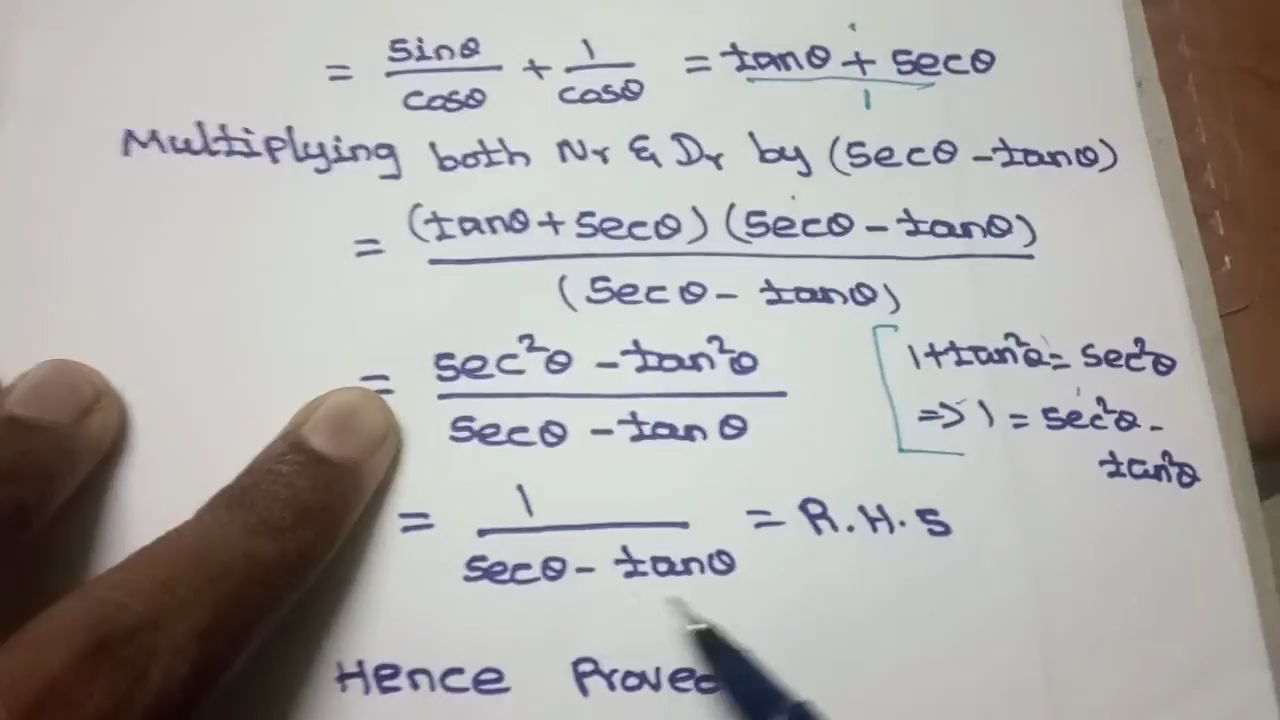 = sinθ/cosθ + 1/cosθ = tanθ + secθ/1
Multiplying both Nr & Dr by (secθ - tanθ)
= (tanθ + secθ) (secθ - tanθ)/(secθ - tanθ)
= sec²θ - tan²θ/secθ - tanθ
1 + tan²θ = sec²θ
=> 1 = sec²θ -
tan²θ
= 1/secθ - tanθ = R.H.S
Hence Proved